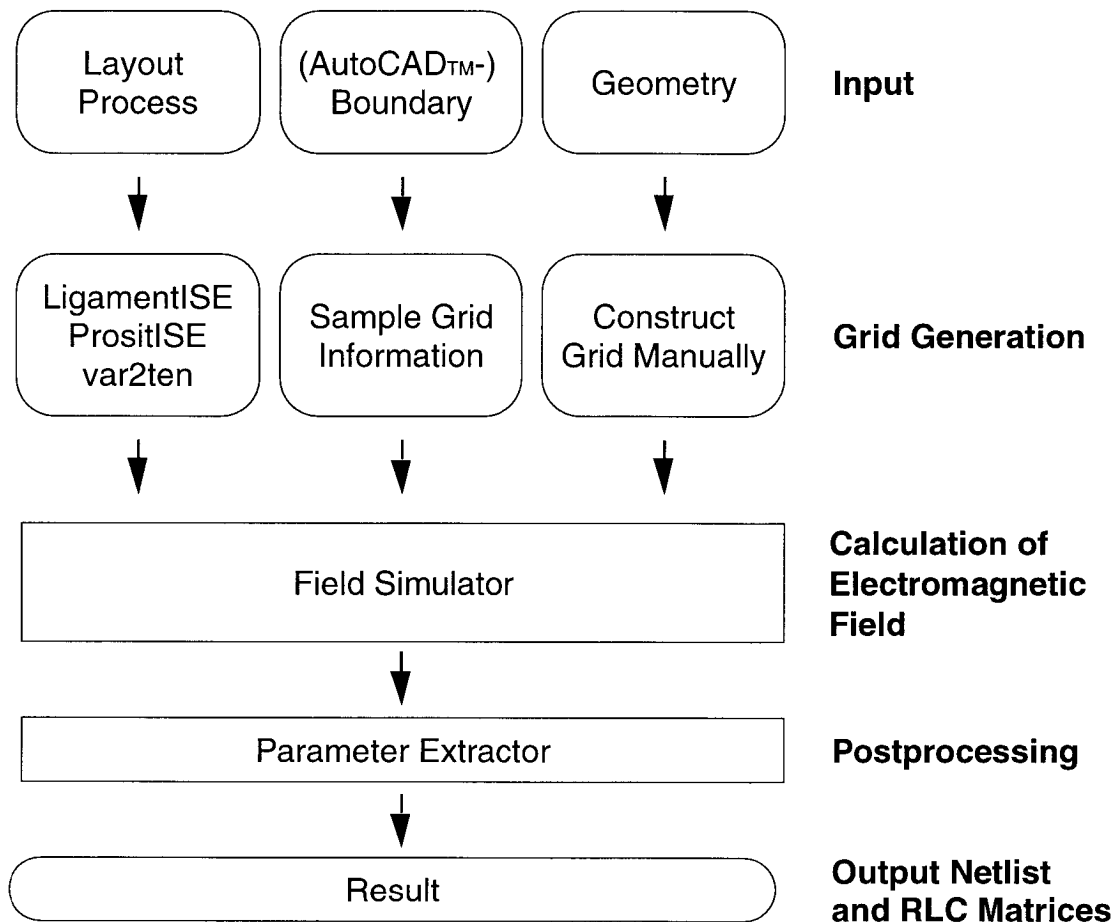 Layout
Process
(AutoCADTM-)
Boundary
Geometry
Input
LigamentISE
PrositISE
var2ten
Sample Grid
Information
Construct
Grid Manually
Grid Generation
Field Simulator
Calculation of
Electromagnetic
Field
Parameter Extractor
Postprocessing
Result
Output Netlist
and RLC Matrices